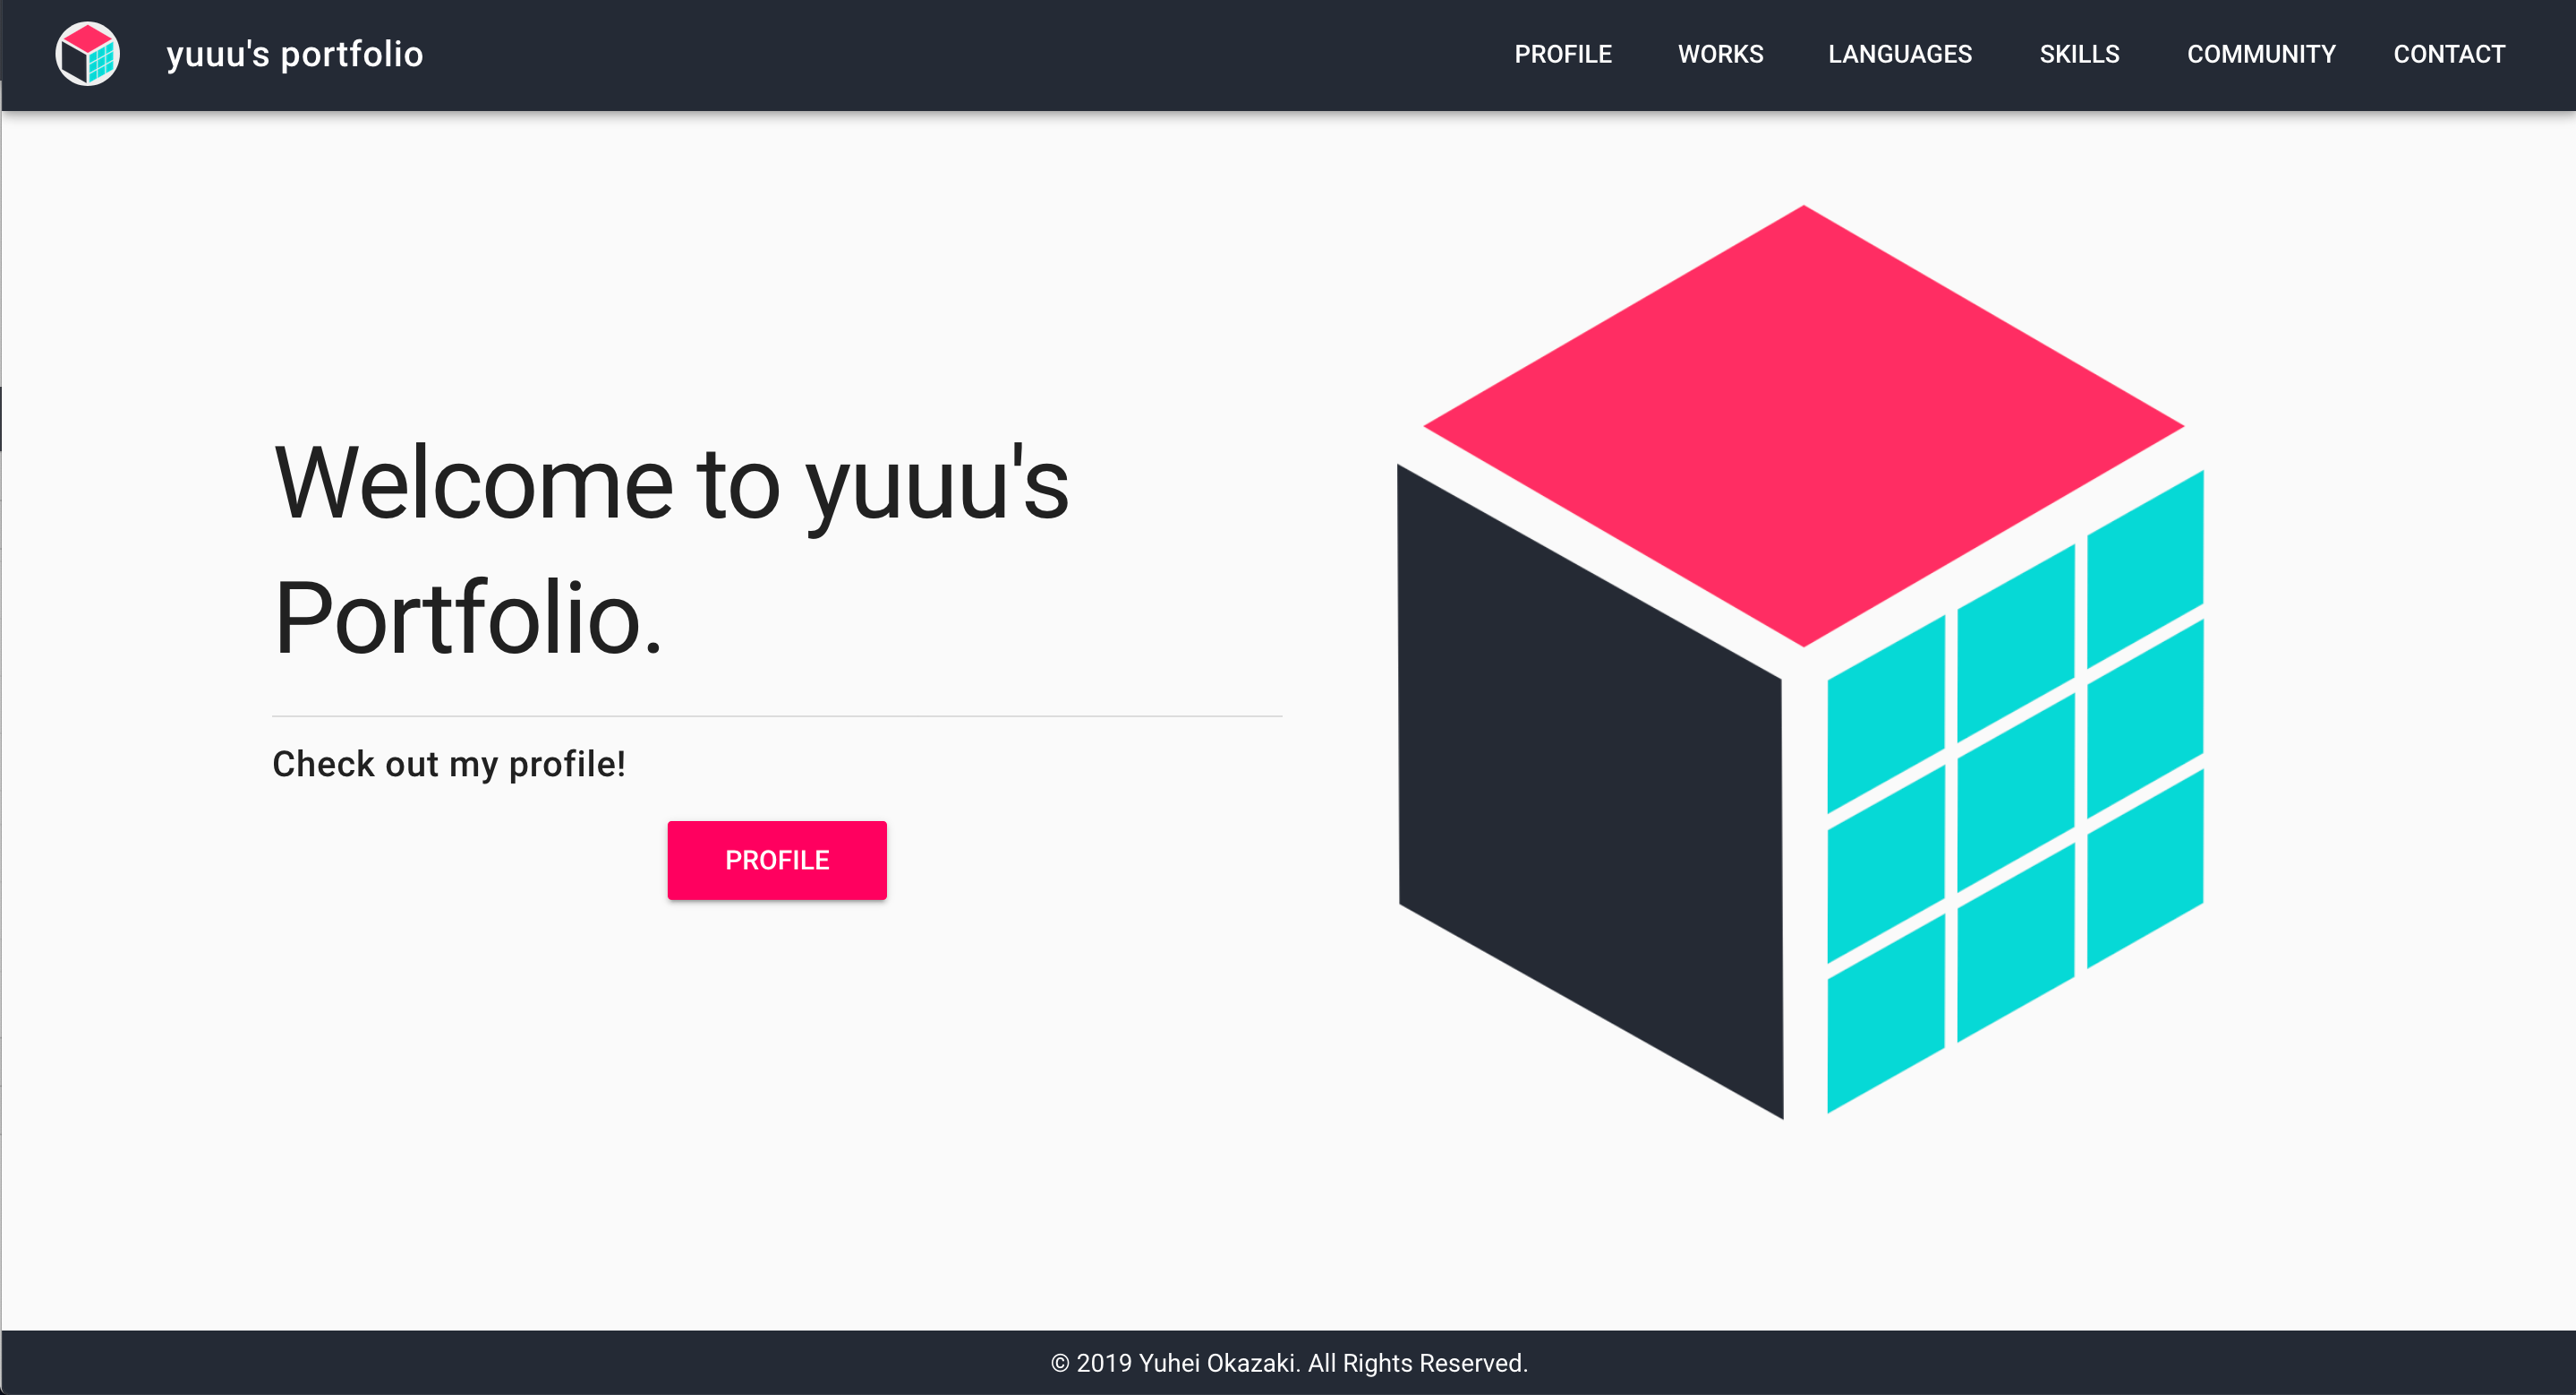 yuuu's portfolio
PROFILE WORKS LANGUAGES SKILLS COMMUNITY CONTACT
Welcome to yuuu's
Portfolio.
Check out my profile!
PROFILE
© 2019 Yuhei Okazaki. All Rights Reserved.